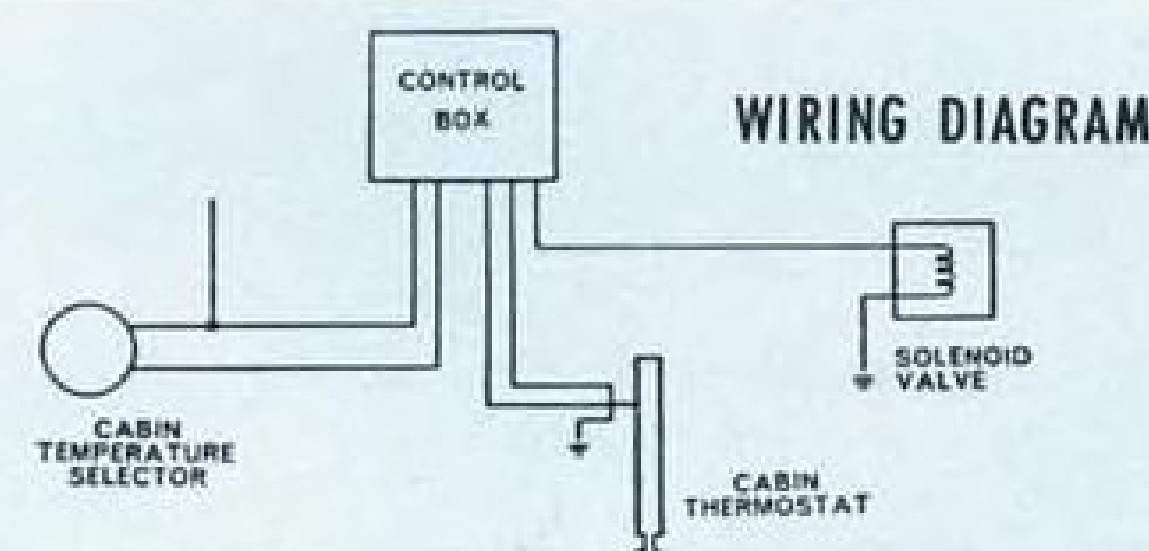 CONTROL
BOX
WIRING DIAGRAM
SOLENOID
VALVE
CABIN
TEMPERATURE
SELECTOR
CABIN
THERMOSTAT